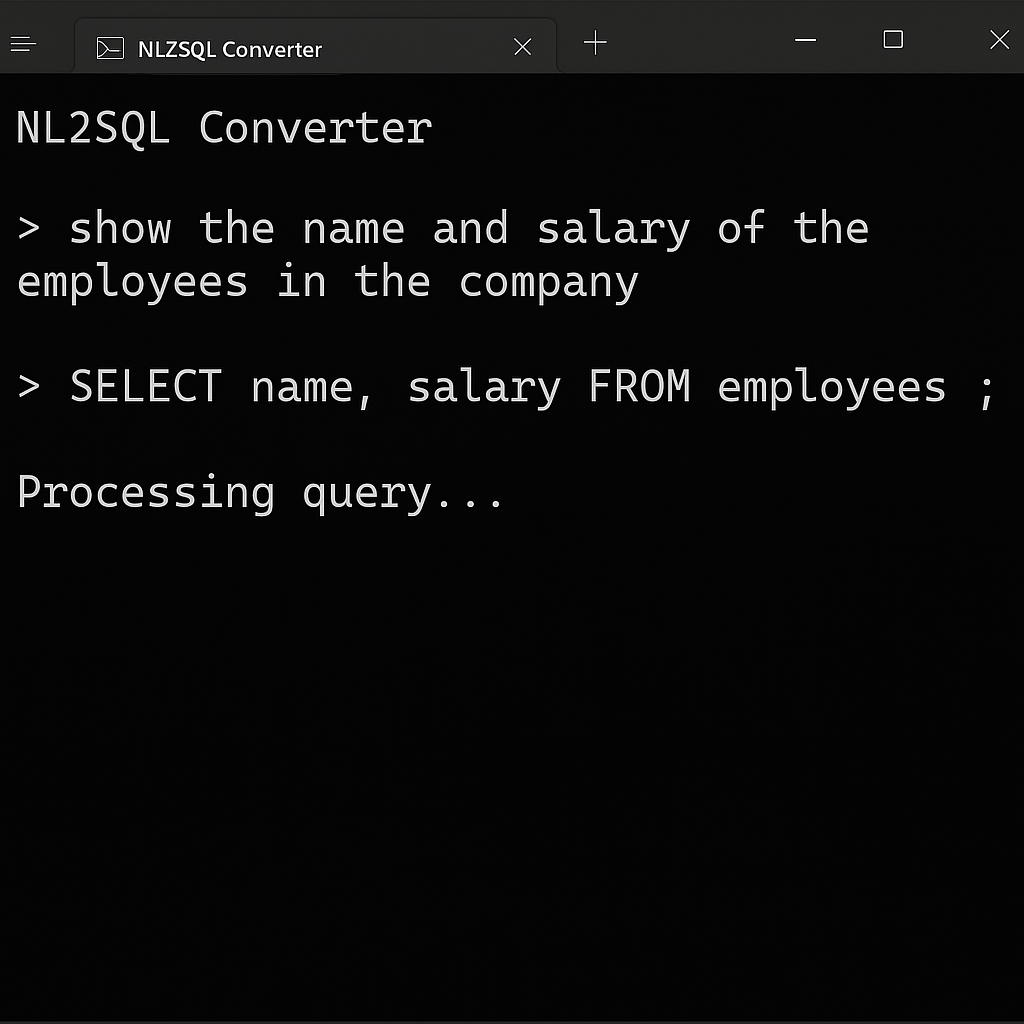 NLZSQL Converter
NL2SQL Converter
> show the name and salary of the
employees in the company
> SELECT name, salary FROM employees ;
Processing query...